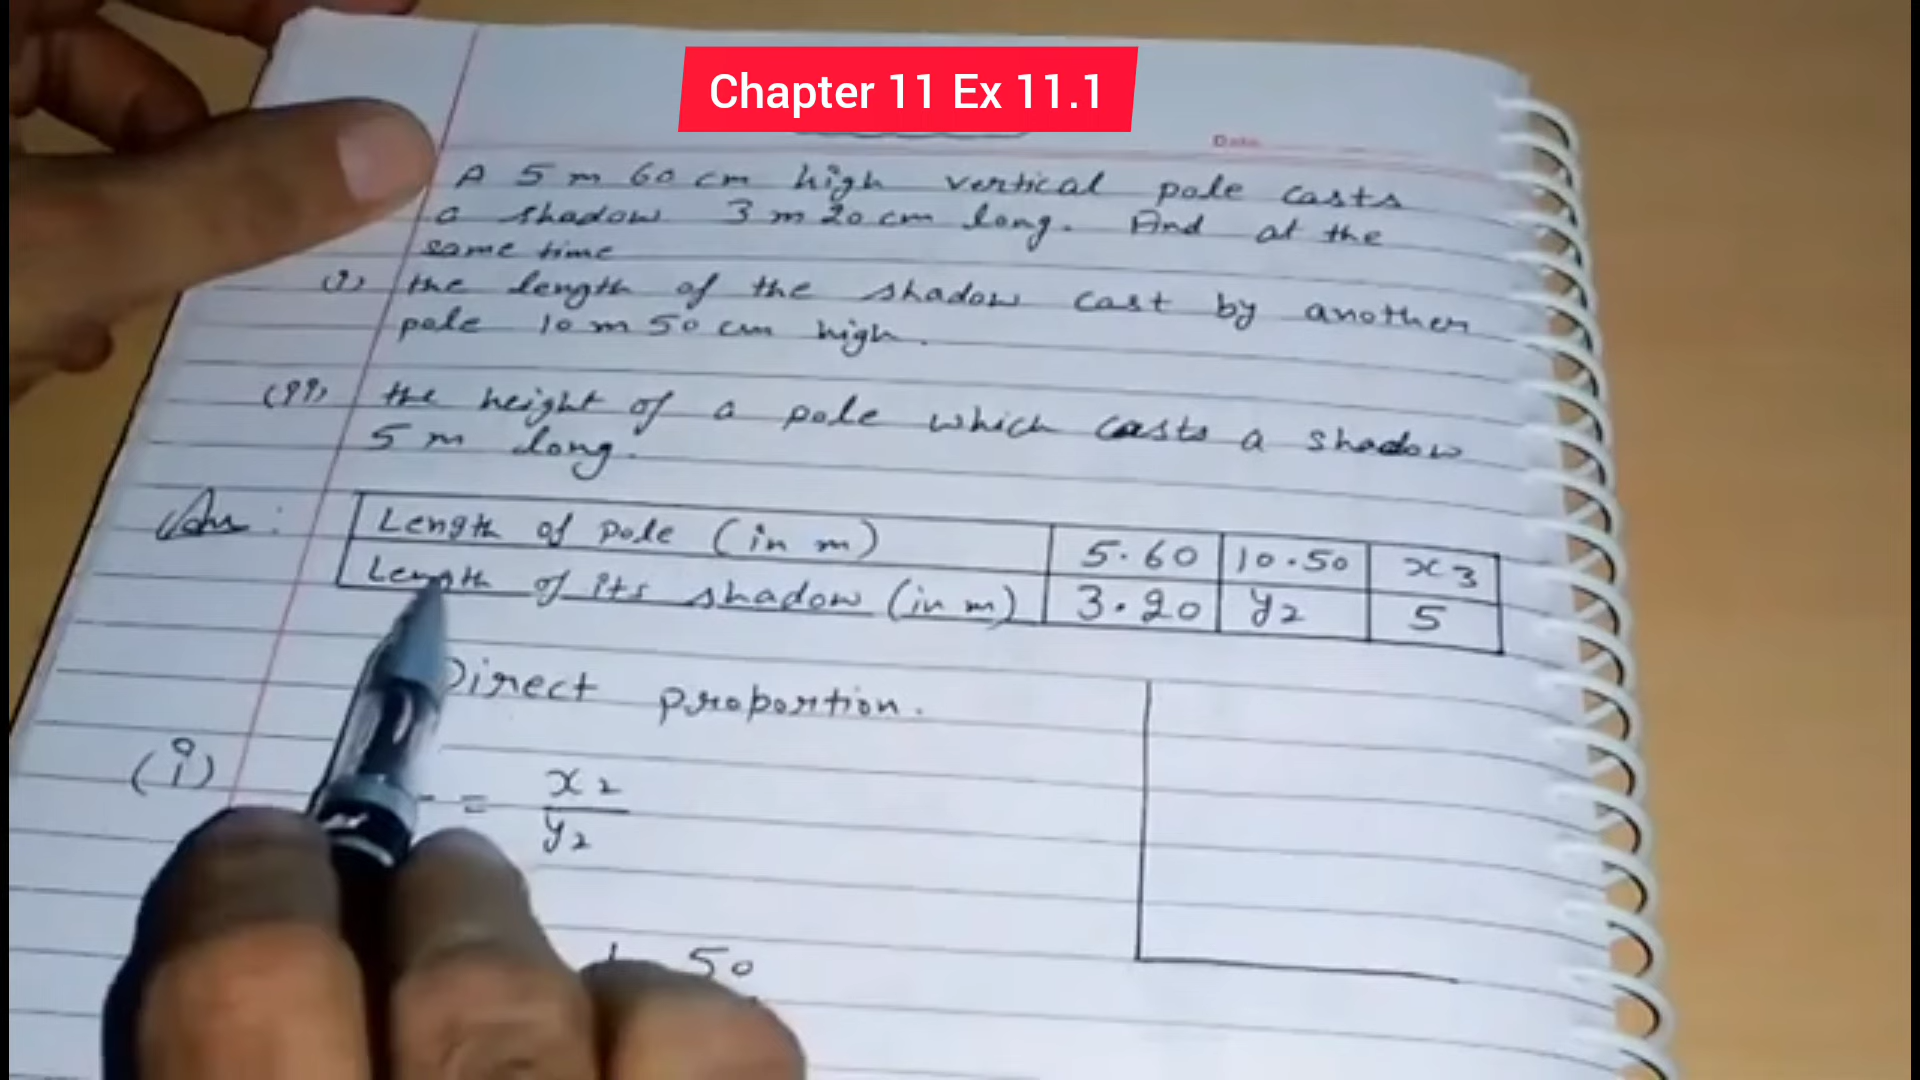 Chapter 11 Ex 11.1
Date
A 5 m 60 cm high vertical pole casts
a shadow 3 m 20 cm long. And at the
same time
(i) the length of the shadow cast by another
pole 10 m 50 cm high.
(ii) the height of a pole which casts a shadow
5 m long.
Ans:
Length of pole (in m) 5.60 10.50 x3
Length of its shadow (in m) 3.20 y2 5
Direct proportion.
(i) = x2
y2
50